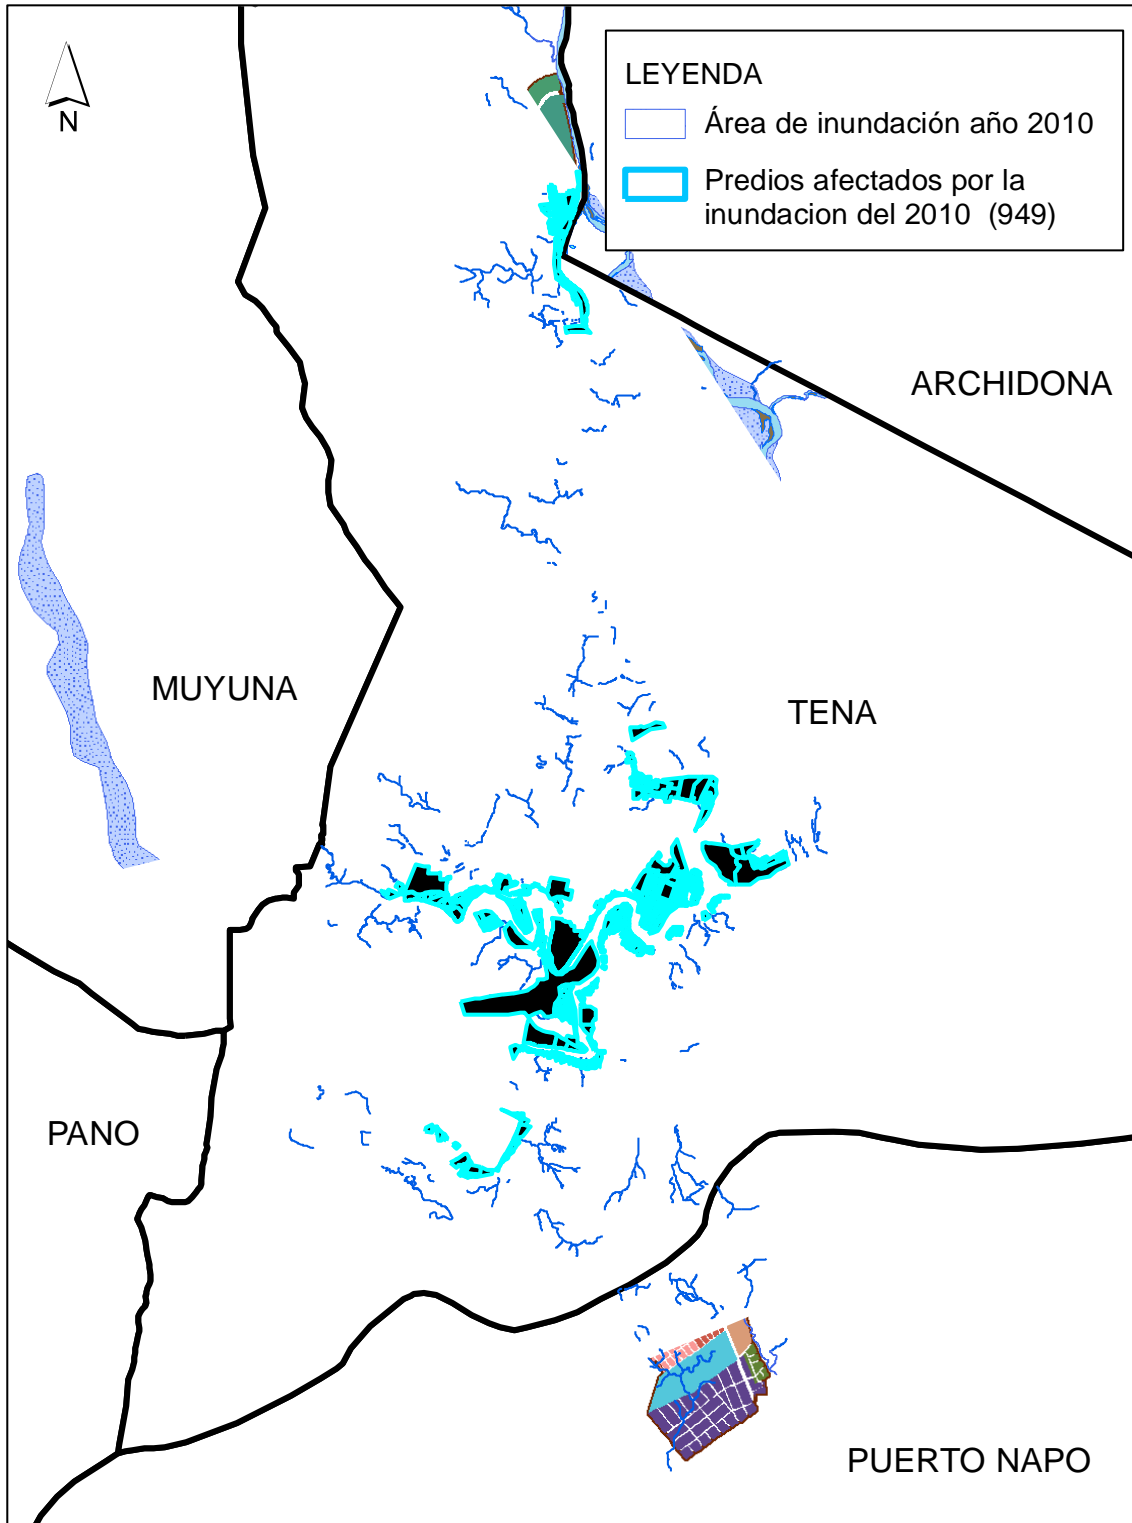 N
LEYENDA
Área de inundación año 2010
Predios afectados por la
inundacion del 2010 (949)
ARCHIDONA
MUYUNA
TENA
PANO
PUERTO NAPO